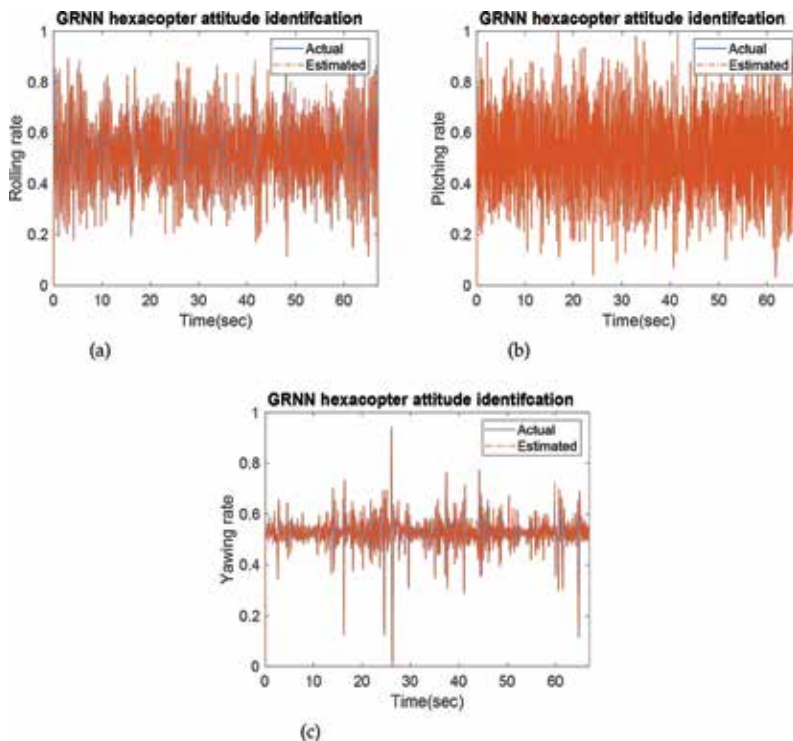 GRNN hexacopter attitude identifcation
Actual
Estimated
Rolling rate
1
0.8
0.6
0.4
0.2
0
0 10 20 30 40 50 60
Time(sec)
(a)
GRNN hexacopter attitude identifcation
Actual
Estimated
Pitching rate
1
0.8
0.6
0.4
0.2
0
0 10 20 30 40 50 60
Time(sec)
(b)
GRNN hexacopter attitude identifcation
Actual
Estimated
Yawing rate
1
0.8
0.6
0.4
0.2
0
0 10 20 30 40 50 60
Time(sec)
(c)